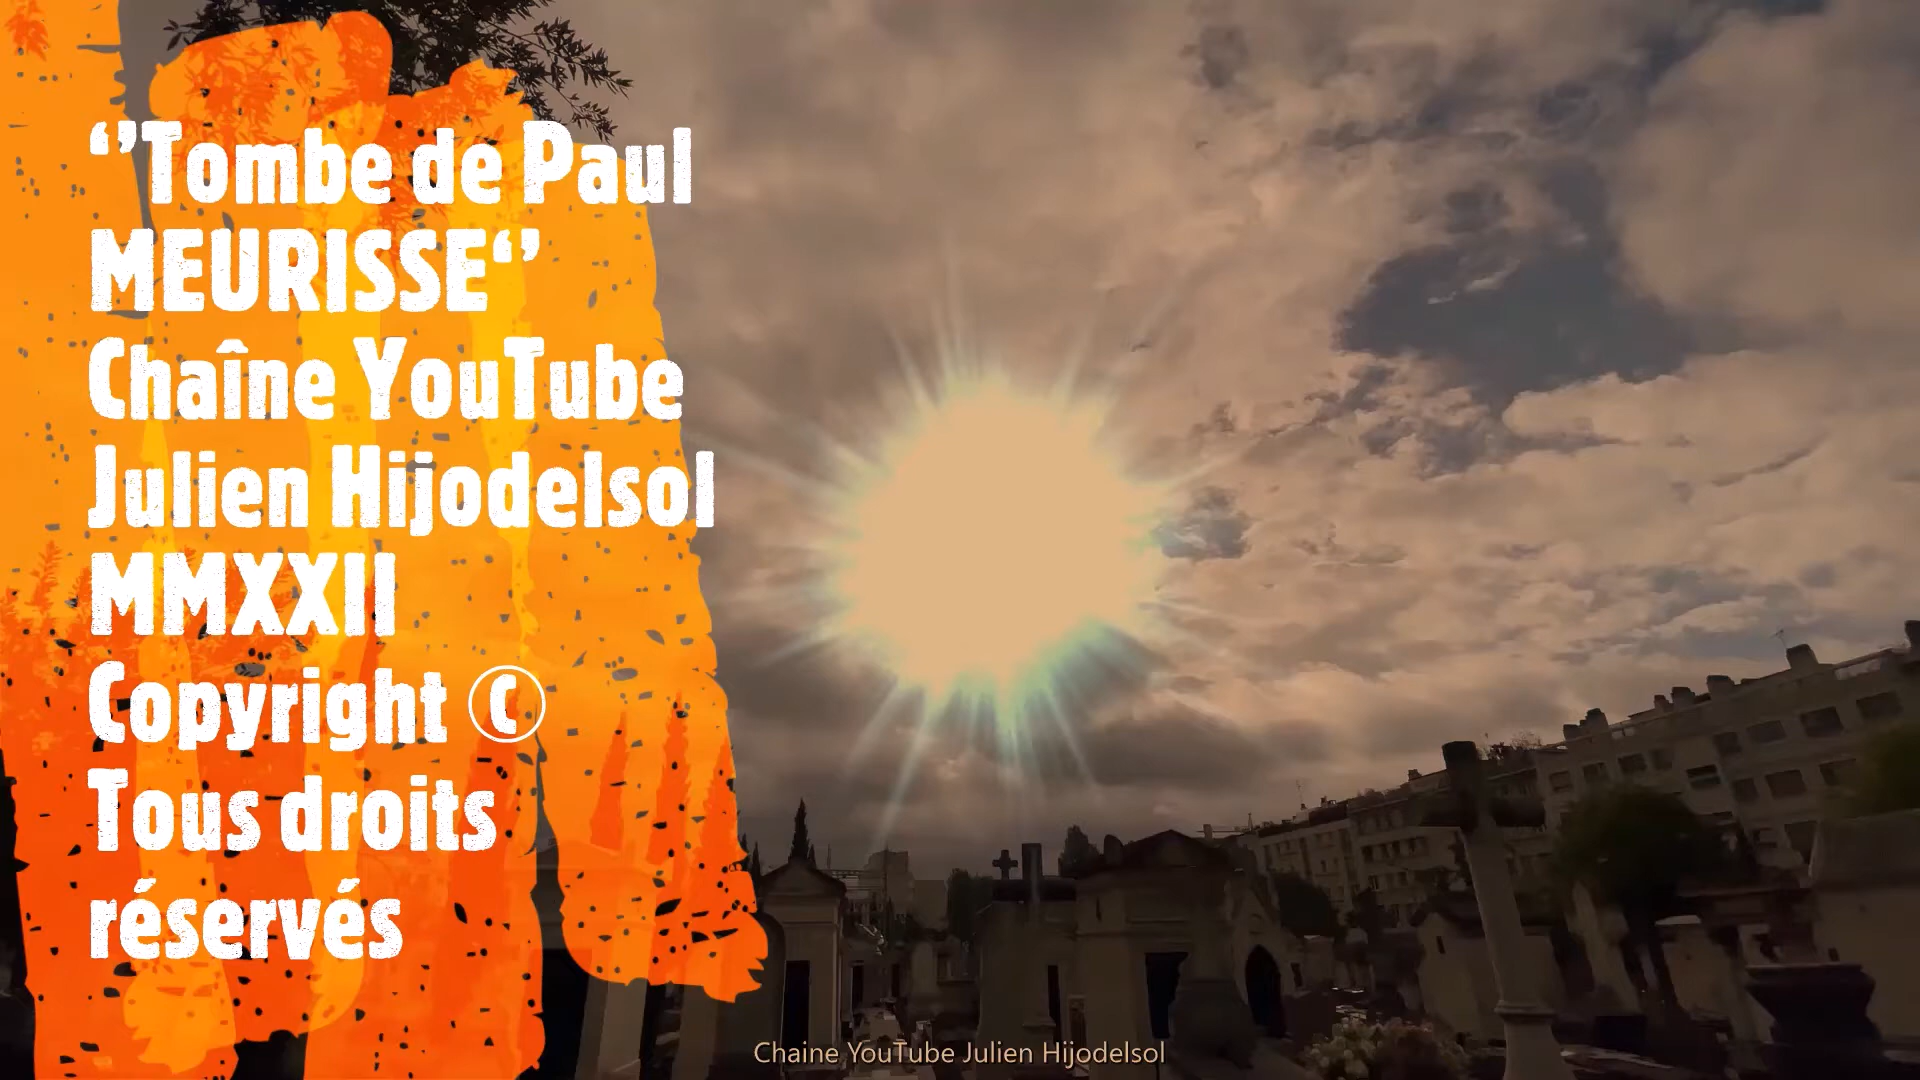 ‘’Tombe de Paul
MEURISSE‘’
Chaîne YouTube
Julien Hijodelsol
MMXXII
Copyright ©
Tous droits
réservés
Chaine YouTube Julien Hijodelsol